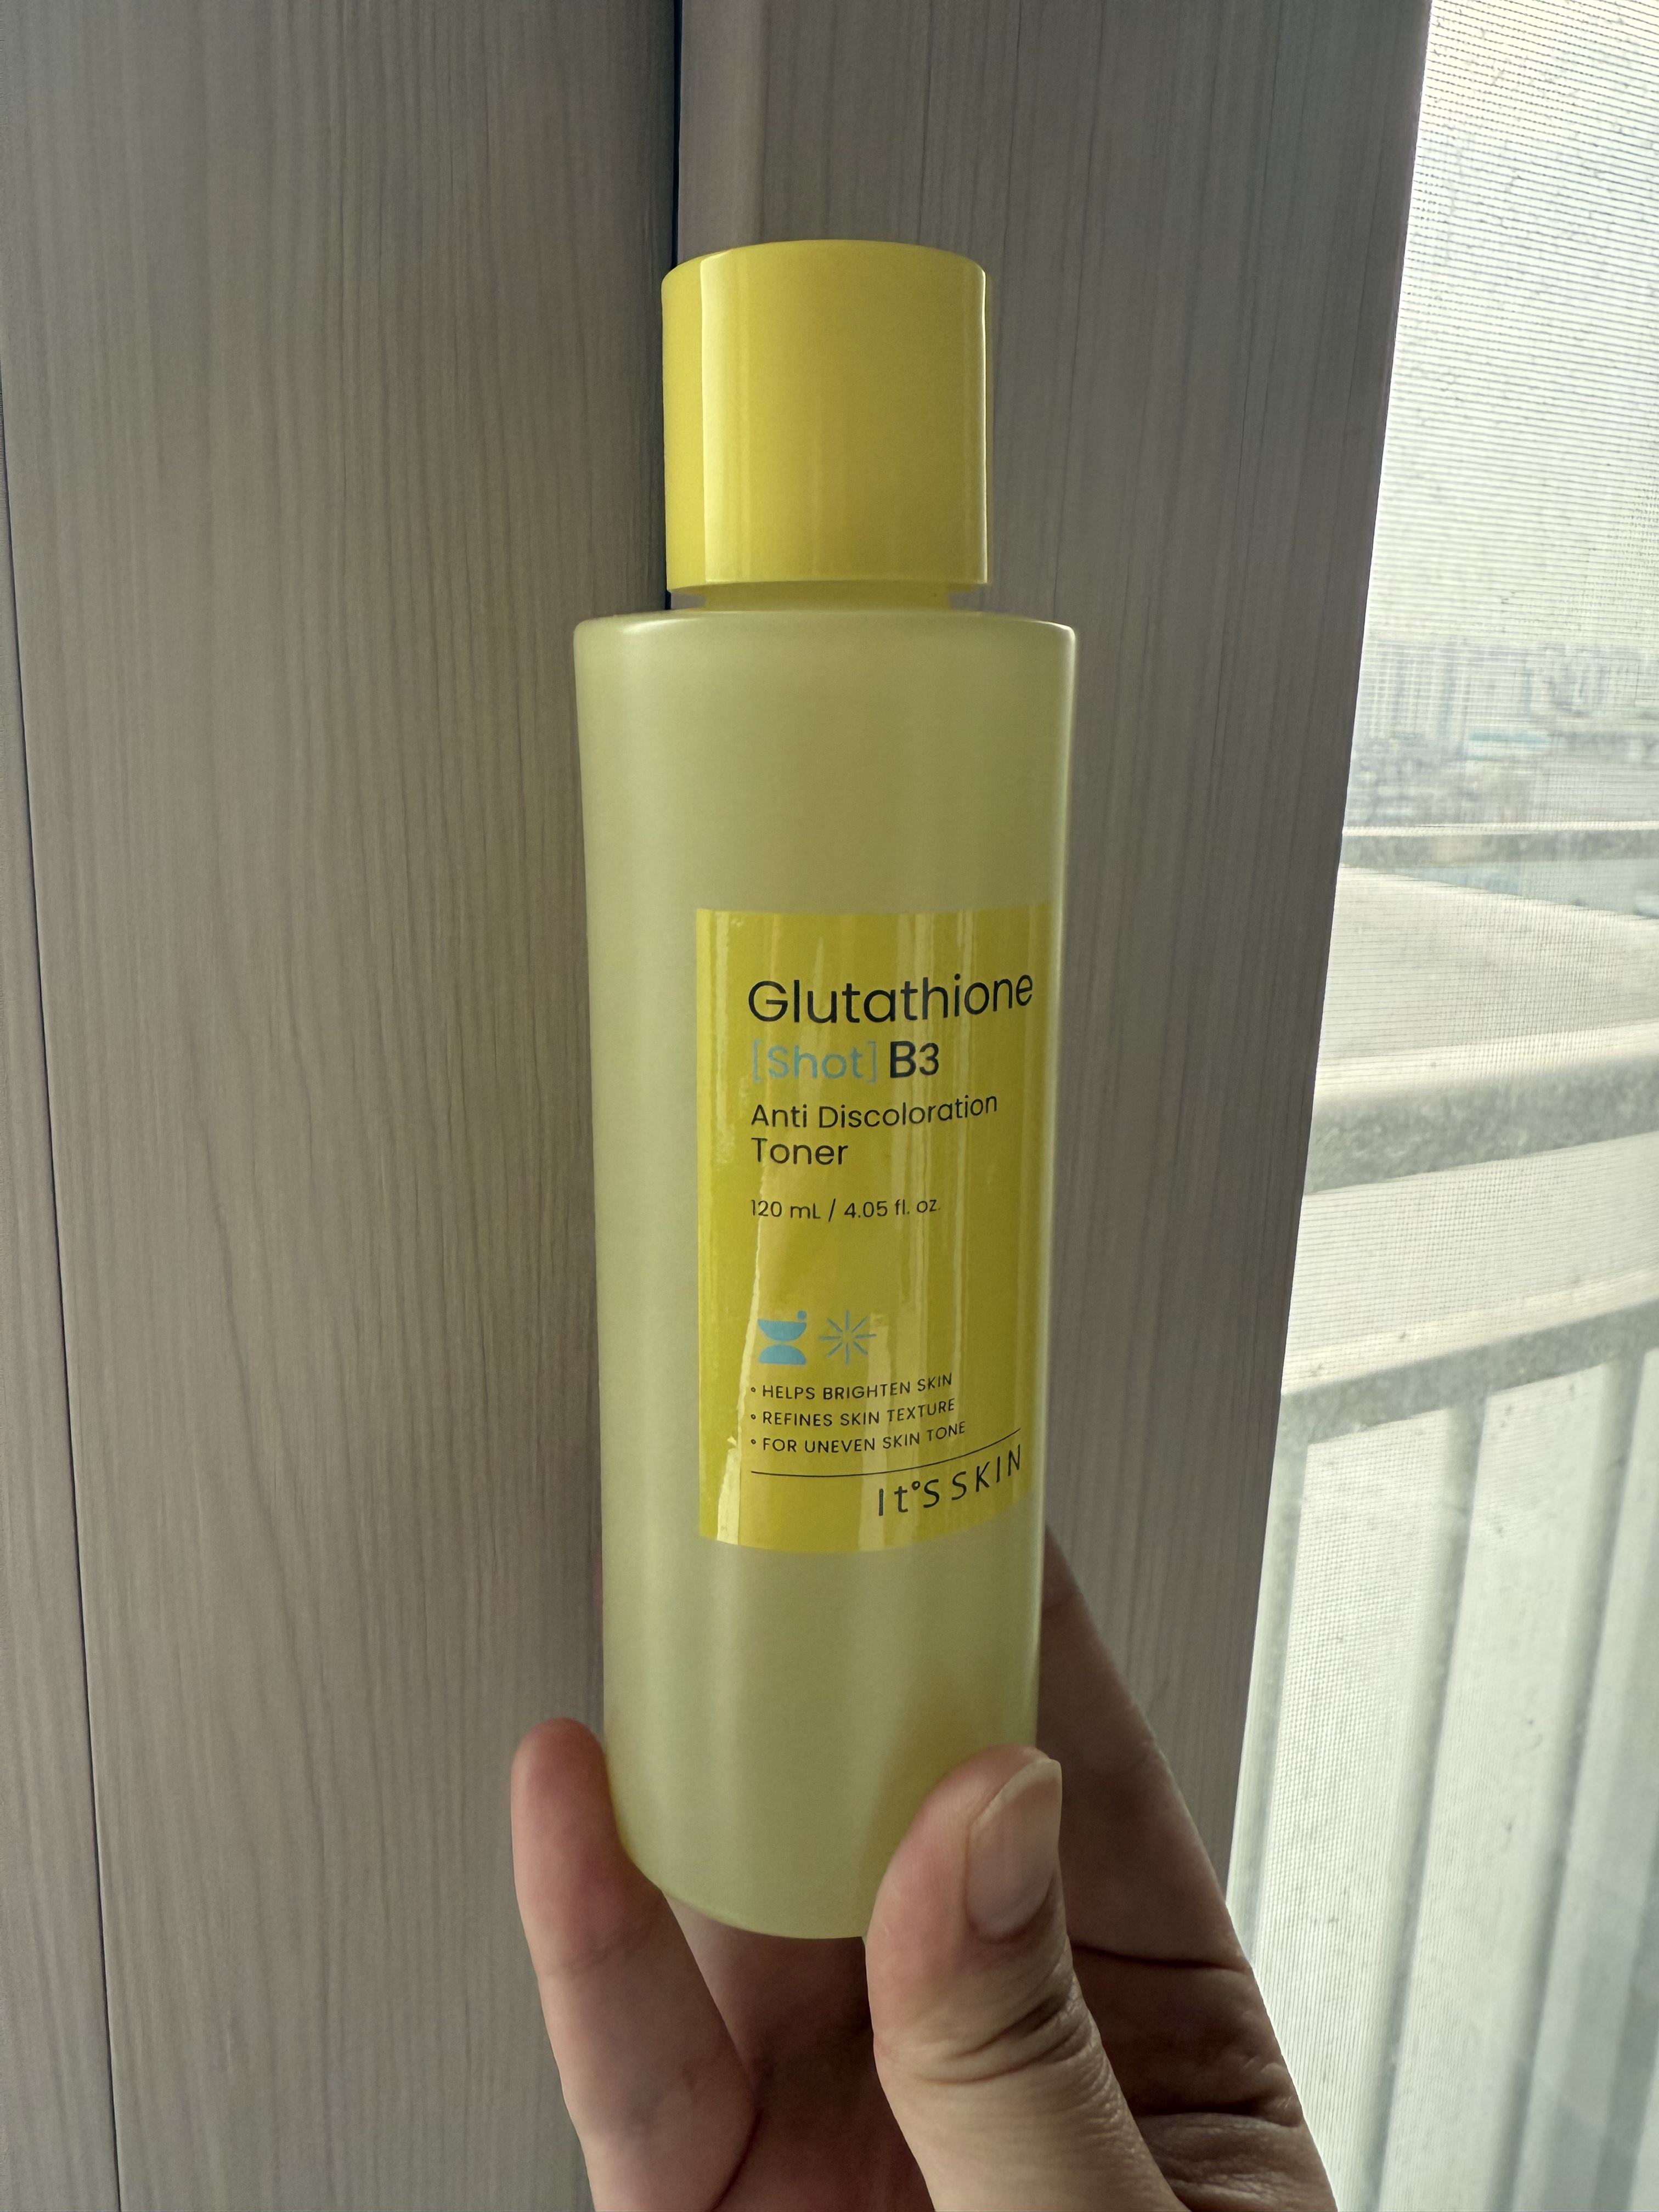 Glutathione
[Shot] B3
Anti Discoloration
Toner
120 mL / 4.05 fl. oz.
• HELPS BRIGHTEN SKIN
• REFINES SKIN TEXTURE
• FOR UNEVEN SKIN TONE
It°S SKIN